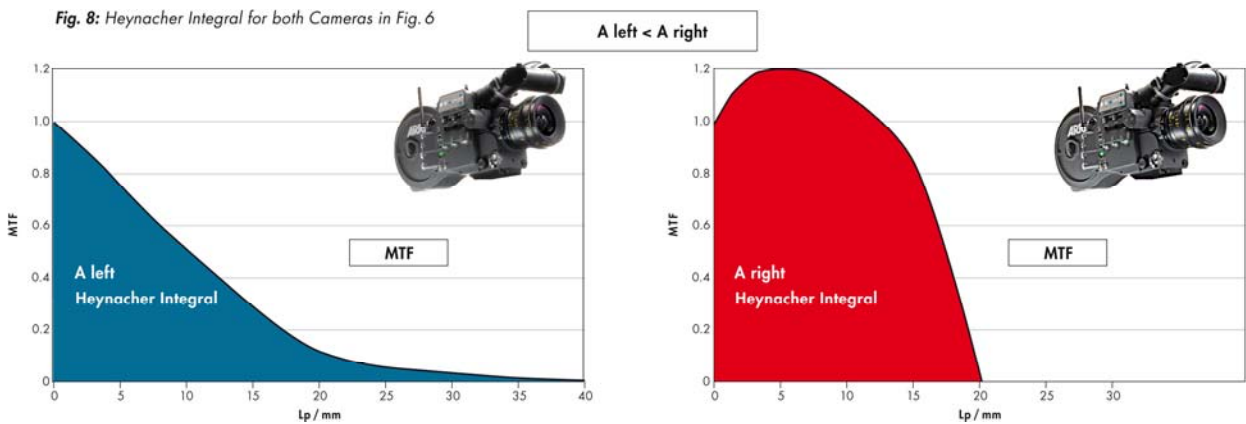 Fig. 8: Heynacher Integral for both Cameras in Fig. 6
A left < A right
1.2
1.0
0.8
0.6
0.4
0.2
0
MTF
MTF
A left
Heynacher Integral
0 5 10 15 20 25 30 35 40
Lp / mm
1.2
1.0
0.8
0.6
0.4
0.2
0
MTF
MTF
A right
Heynacher Integral
0 5 10 15 20 25 30
Lp / mm